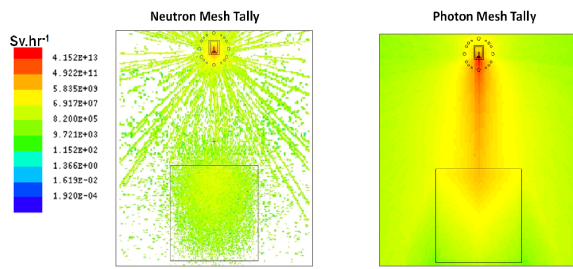 Neutron Mesh Tally
Photon Mesh Tally
Sv.hr-1
4.152E+13
4.922E+11
5.835E+09
6.917E+07
8.200E+05
9.721E+03
1.152E+02
1.366E+00
1.619E-02
1.920E-04